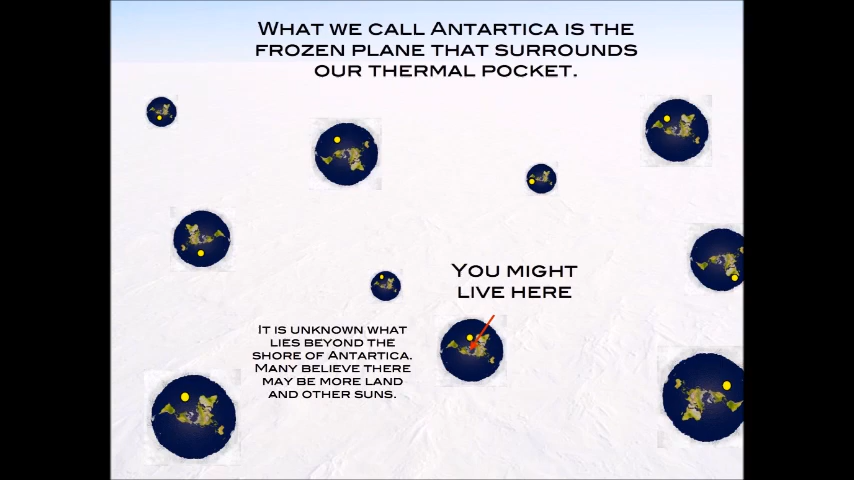 What we call Antartica is the
frozen plane that surrounds
our thermal pocket.
You might
live here
It is unknown what
lies beyond the
shore of Antartica.
Many believe there
may be more land
and other suns.